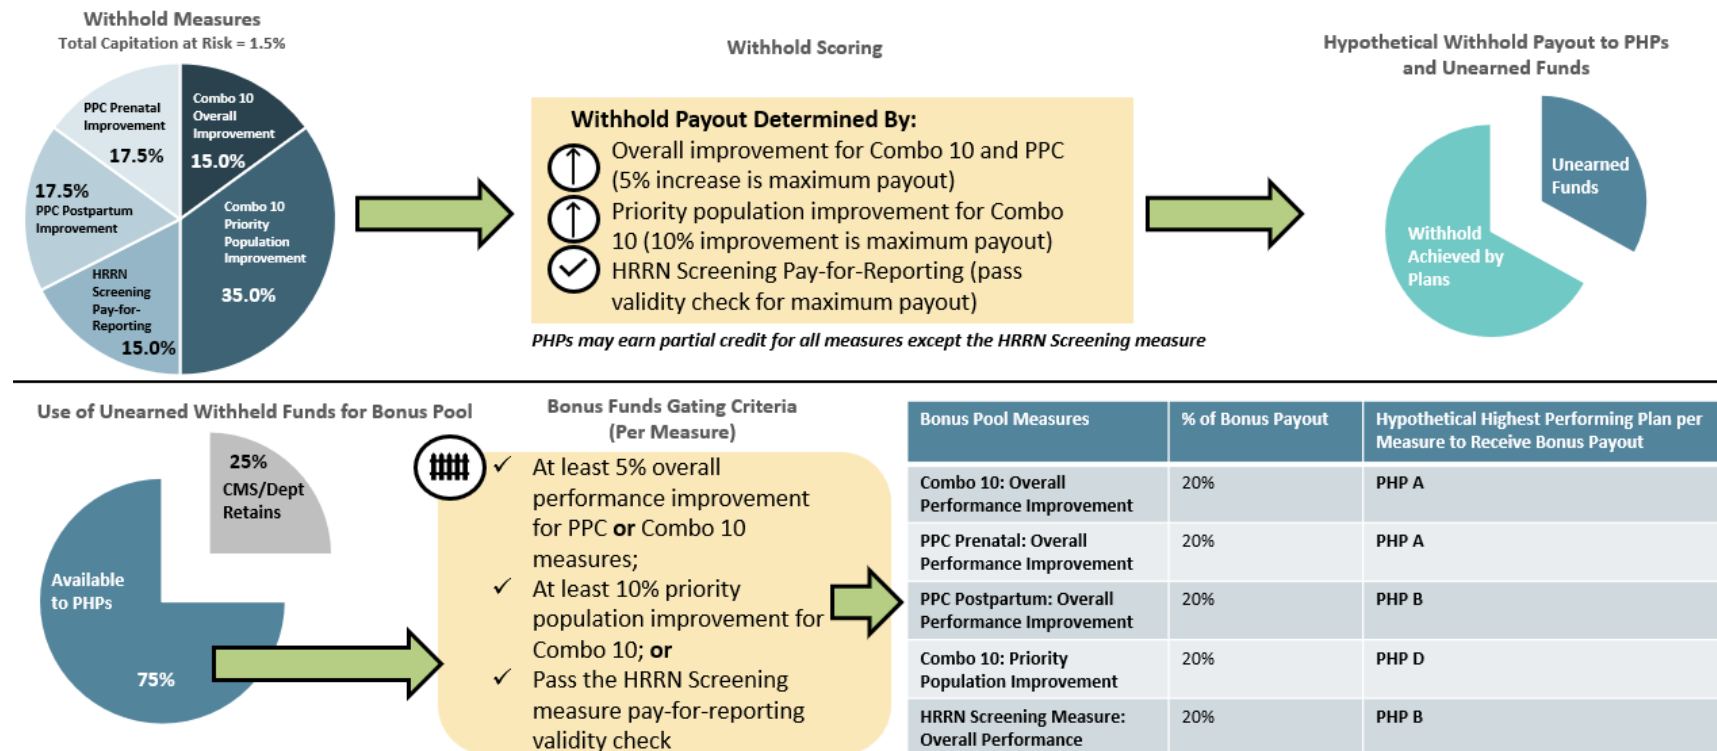 Withhold Measures
Total Capitation at Risk = 1.5%
PPC Prenatal
Improvement
17.5%
Combo 10
Overall
Improvement
15.0%
17.5%
PPC Postpartum
Improvement
Combo 10
Priority
Population
Improvement
35.0%
HRRN
Screening
Pay-for-
Reporting
15.0%
Withhold Scoring
Withhold Payout Determined By:
Overall improvement for Combo 10 and PPC
(5% increase is maximum payout)
Priority population improvement for Combo
10 (10% improvement is maximum payout)
HRRN Screening Pay-for-Reporting (pass
validity check for maximum payout)
PHPs may earn partial credit for all measures except the HRRN Screening measure
Hypothetical Withhold Payout to PHPs
and Unearned Funds
Unearned
Funds
Withhold
Achieved by
Plans
Use of Unearned Withheld Funds for Bonus Pool
25%
CMS/Dept
Retains
Available
to PHPs
75%
Bonus Funds Gating Criteria
(Per Measure)
✓ At least 5% overall
performance improvement
for PPC or Combo 10
measures;
✓ At least 10% priority
population improvement for
Combo 10; or
✓ Pass the HRRN Screening
measure pay-for-reporting
validity check
Bonus Pool Measures
% of Bonus Payout
Hypothetical Highest Performing Plan per
Measure to Receive Bonus Payout
Combo 10: Overall
Performance Improvement
20%
PHP A
PPC Prenatal: Overall
Performance Improvement
20%
PHP A
PPC Postpartum: Overall
Performance Improvement
20%
PHP B
Combo 10: Priority
Population Improvement
20%
PHP D
HRRN Screening Measure:
Overall Performance
20%
PHP B